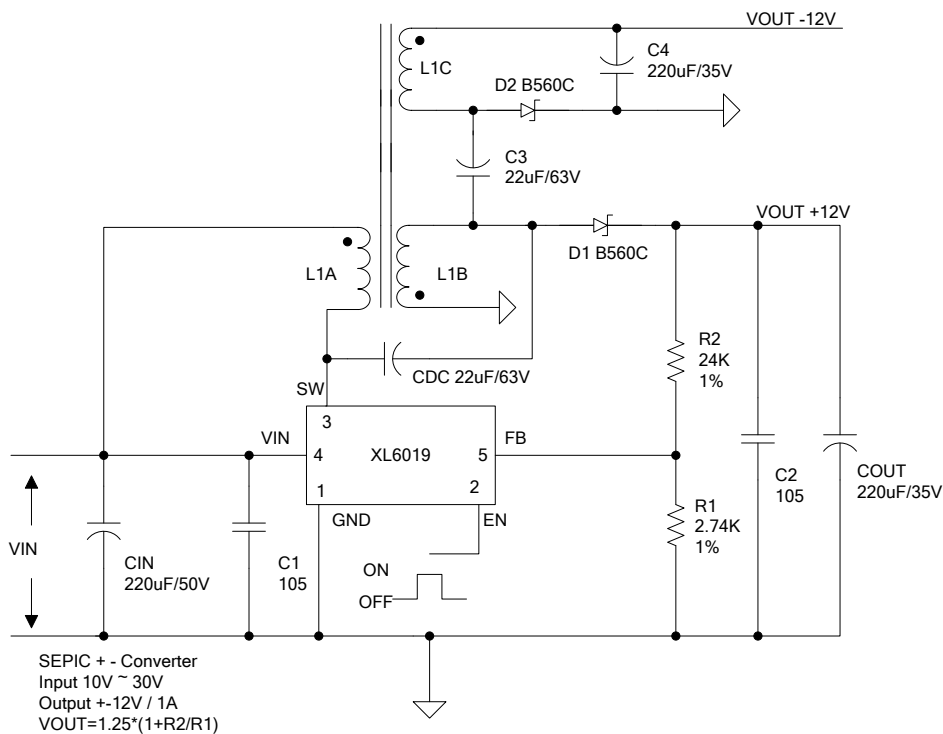 VOUT -12V
C4
220uF/35V
L1C
D2 B560C
C3
22uF/63V
VOUT +12V
D1 B560C
L1A
L1B
R2
24K
1%
CDC 22uF/63V
SW
3
VIN
FB
4
XL6019
5
1
2
GND
EN
C2
105
COUT
220uF/35V
R1
2.74K
1%
VIN
CIN
220uF/50V
C1
105
ON
OFF
SEPIC + - Converter
Input 10V ~ 30V
Output +-12V / 1A
VOUT=1.25*(1+R2/R1)